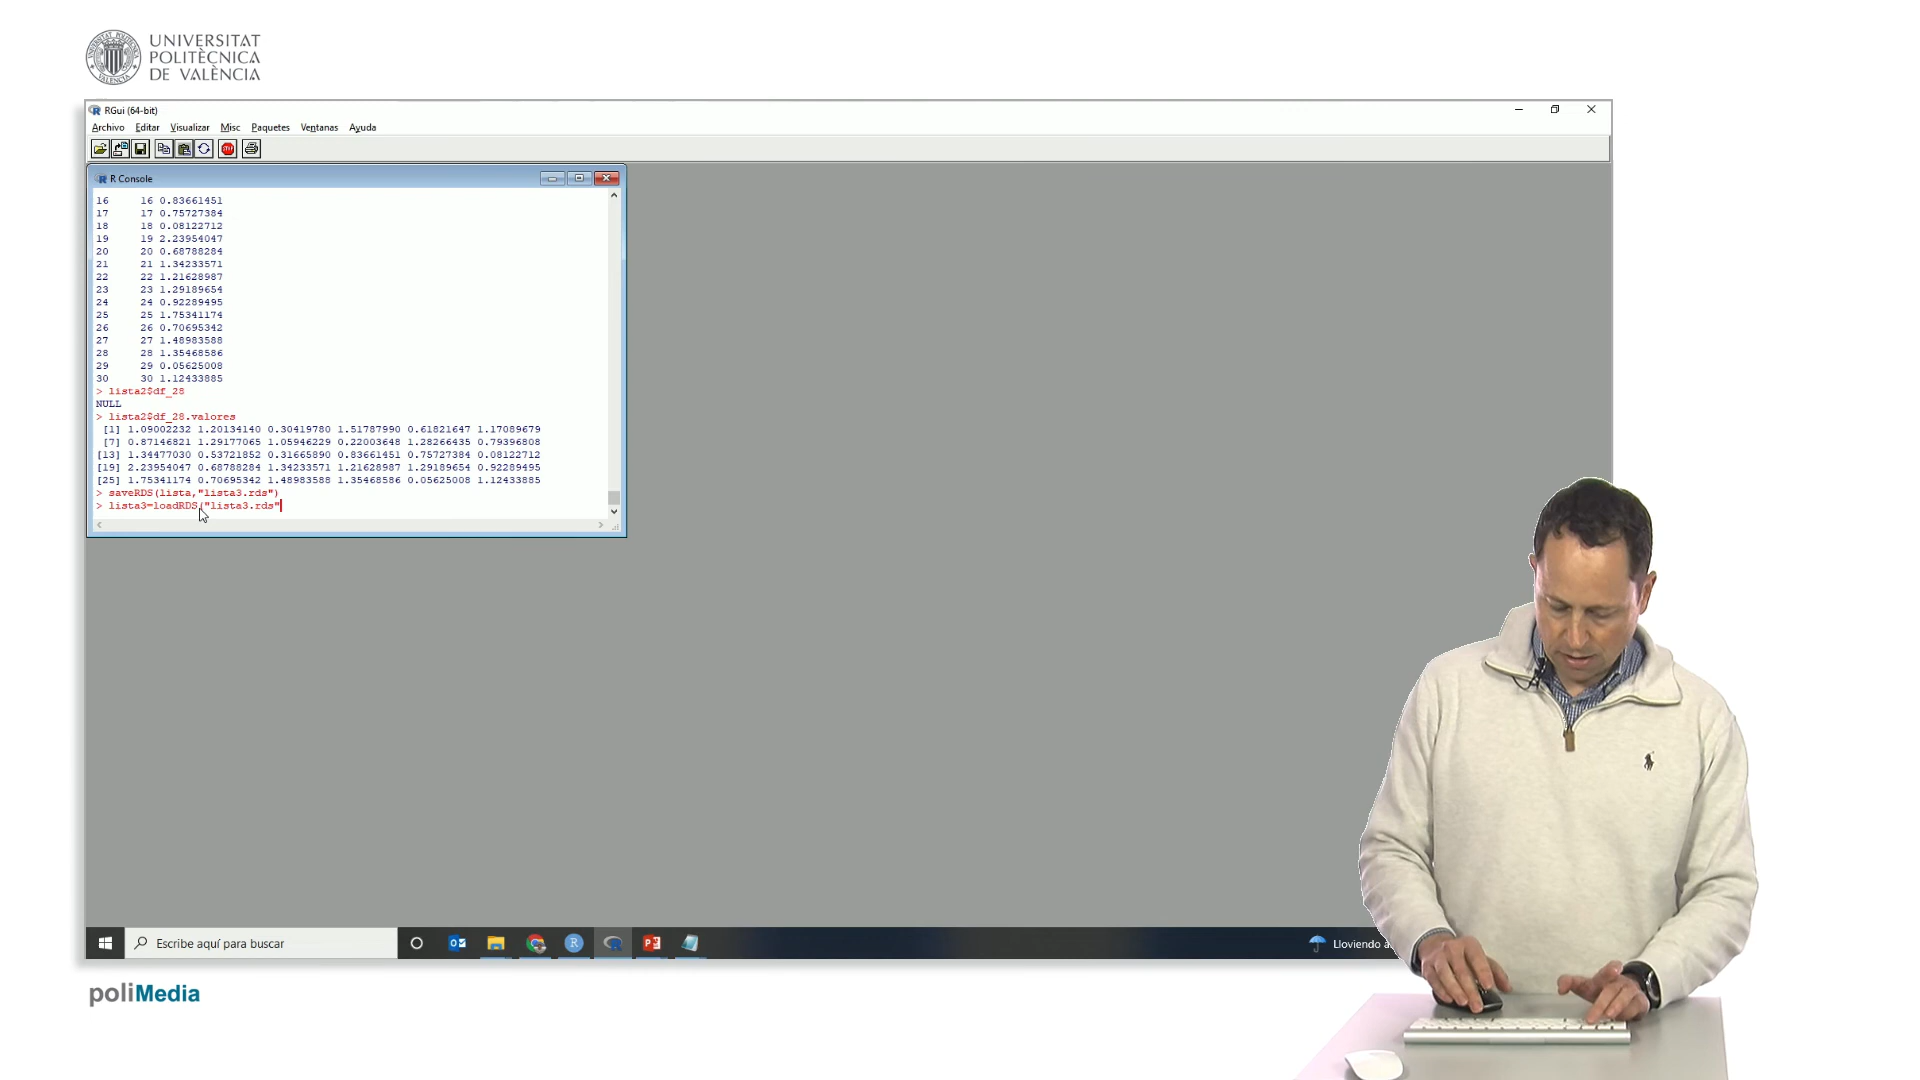 UNIVERSITAT
POLITÈCNICA
DE VALÈNCIA
RGui (64-bit)
Archivo Editar Visualizar Misc Paquetes Ventanas Ayuda
R Console
16 16 0.83661451
17 17 0.75727384
18 18 0.08122712
19 19 2.23954047
20 20 0.68788284
21 21 1.34233571
22 22 1.21628987
23 23 1.29189654
24 24 0.92289495
25 25 1.75341174
26 26 0.70695342
27 27 1.48983588
28 28 1.35468586
29 29 0.05625008
30 30 1.12433885
> lista2$df_28
NULL
> lista2$df_28.valores
[1] 1.09002232 1.20134140 0.30419780 1.51787990 0.61821647 1.17089679
[7] 0.87146821 1.29177065 1.05946229 0.22003648 1.28266435 0.79396808
[13] 1.34477030 0.53721852 0.31665890 0.83661451 0.75727384 0.08122712
[19] 2.23954047 0.68788284 1.34233571 1.21628987 1.29189654 0.92289495
[25] 1.75341174 0.70695342 1.48983588 1.35468586 0.05625008 1.12433885
> saveRDS(lista,"lista3.rds")
> lista3=loadRDS("lista3.rds"
Escribe aquí para buscar
Lloviendo
poliMedia